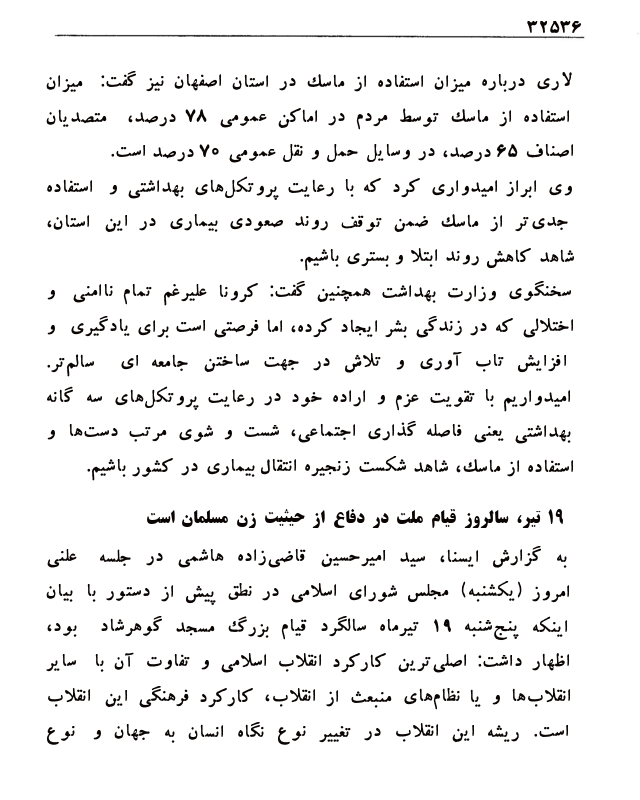 ۳۲۵۳۶
لاری درباره میزان استفاده از ماسك در استان اصفهان نیز گفت: میزان
استفاده از ماسك توسط مردم در اماکن عمومی ۷۸ درصد، متصدیان
اصناف ۶۵ درصد، در وسایل حمل و نقل عمومی ۷۰ درصد است.
وی ابراز امیدواری کرد که با رعایت پروتکل‌های بهداشتی و استفاده
جدی‌تر از ماسك ضمن توقف روند صعودی بیماری در این استان،
شاهد کاهش روند ابتلا و بستری باشیم.
سخنگوی وزارت بهداشت همچنین گفت: کرونا علیرغم تمام ناامنی و
اختلالی که در زندگی بشر ایجاد کرده، اما فرصتی است برای یادگیری و
افزایش تاب آوری و تلاش در جهت ساختن جامعه ای سالم‌تر.
امیدواریم با تقویت عزم و اراده خود در رعایت پروتکل‌های سه گانه
بهداشتی یعنی فاصله گذاری اجتماعی، شست و شوی مرتب دست‌ها و
استفاده از ماسك، شاهد شکست زنجیره انتقال بیماری در کشور باشیم.
۱۹ تیر، سالروز قیام ملت در دفاع از حیثیت زن مسلمان است
به گزارش ایسنا، سید امیرحسین قاضی‌زاده هاشمی در جلسه علنی
امروز (یکشنبه) مجلس شورای اسلامی در نطق پیش از دستور با بیان
اینکه پنج‌شنبه ۱۹ تیرماه سالگرد قیام بزرگ مسجد گوهرشاد بود،
اظهار داشت: اصلی‌ترین کارکرد انقلاب اسلامی و تفاوت آن با سایر
انقلاب‌ها و یا نظام‌های منبعث از انقلاب، کارکرد فرهنگی این انقلاب
است. ریشه این انقلاب در تغییر نوع نگاه انسان به جهان و نوع